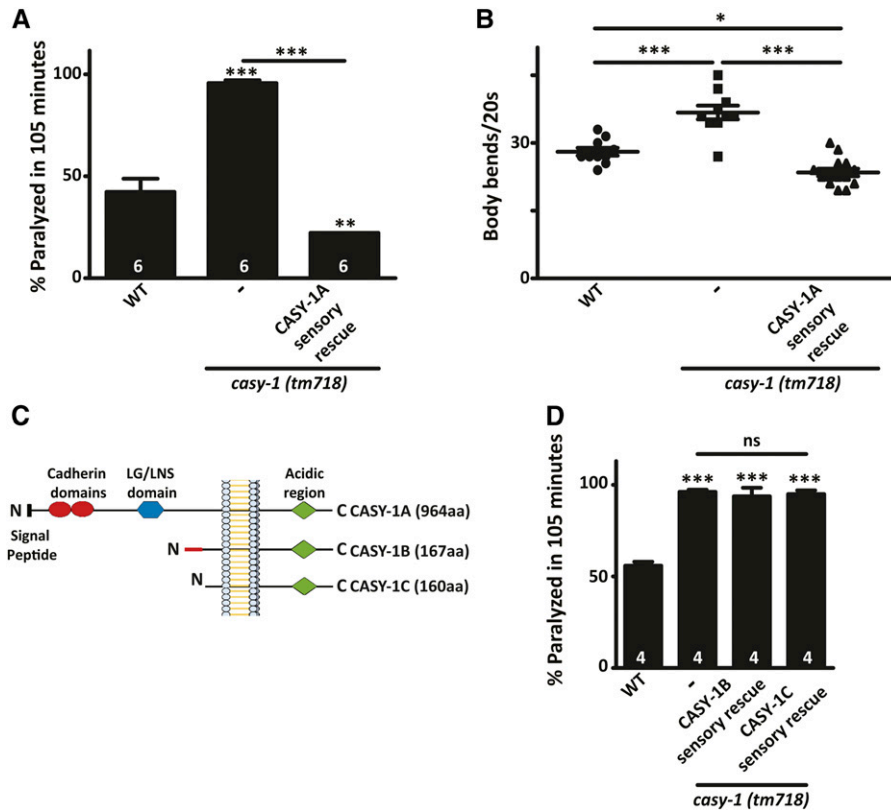 A
% Paralyzed in 105 minutes
100
50
0
***
***
**
6
6
6
WT
-
CASY-1A
sensory
rescue
casy-1 (tm718)
B
Body bends/20s
30
0
*
***
***
WT
-
CASY-1A
sensory
rescue
casy-1 (tm718)
C
Cadherin
domains
LG/LNS
domain
Acidic
region
N
C CASY-1A (964aa)
Signal
Peptide
N
C CASY-1B (167aa)
N
C CASY-1C (160aa)
D
% Paralyzed in 105 minutes
100
50
0
ns
***
***
***
4
4
4
4
WT
-
CASY-1B
sensory rescue
CASY-1C
sensory rescue
casy-1 (tm718)